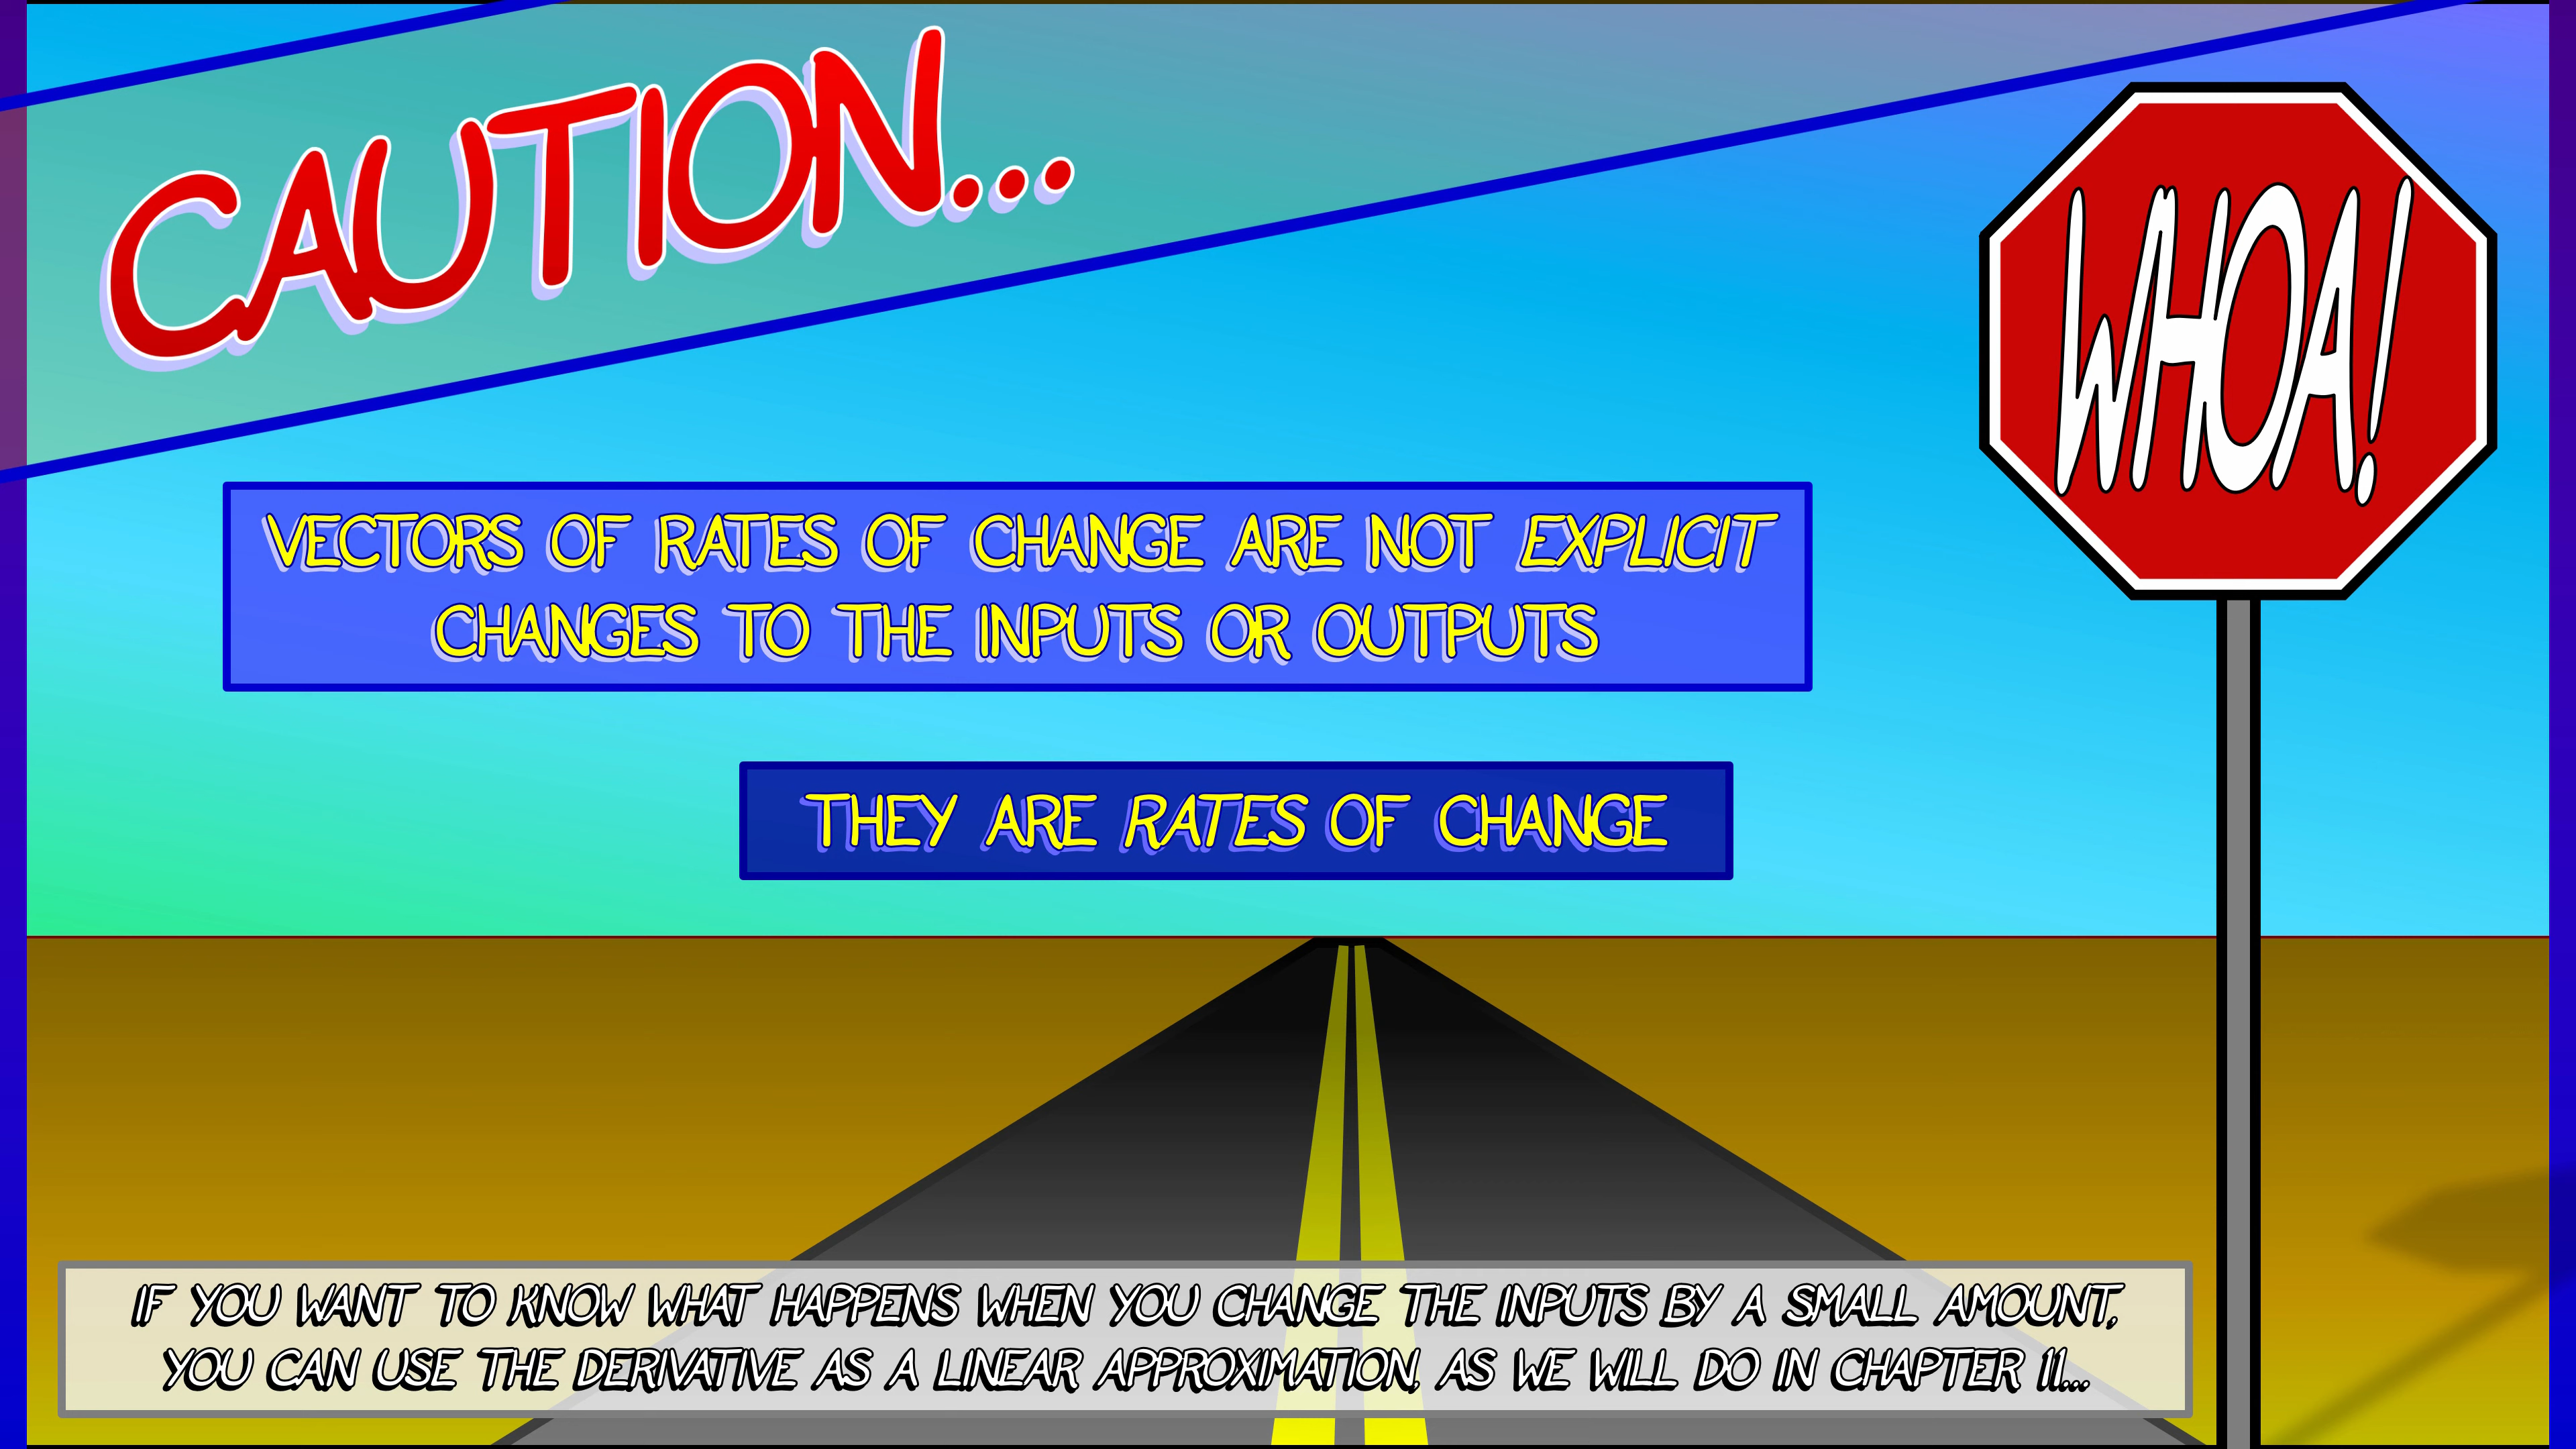 CAUTION...
WHOA!
VECTORS OF RATES OF CHANGE ARE NOT EXPLICIT
CHANGES TO THE INPUTS OR OUTPUTS
THEY ARE RATES OF CHANGE
IF YOU WANT TO KNOW WHAT HAPPENS WHEN YOU CHANGE THE INPUTS BY A SMALL AMOUNT,
YOU CAN USE THE DERIVATIVE AS A LINEAR APPROXIMATION, AS WE WILL DO IN CHAPTER 11...